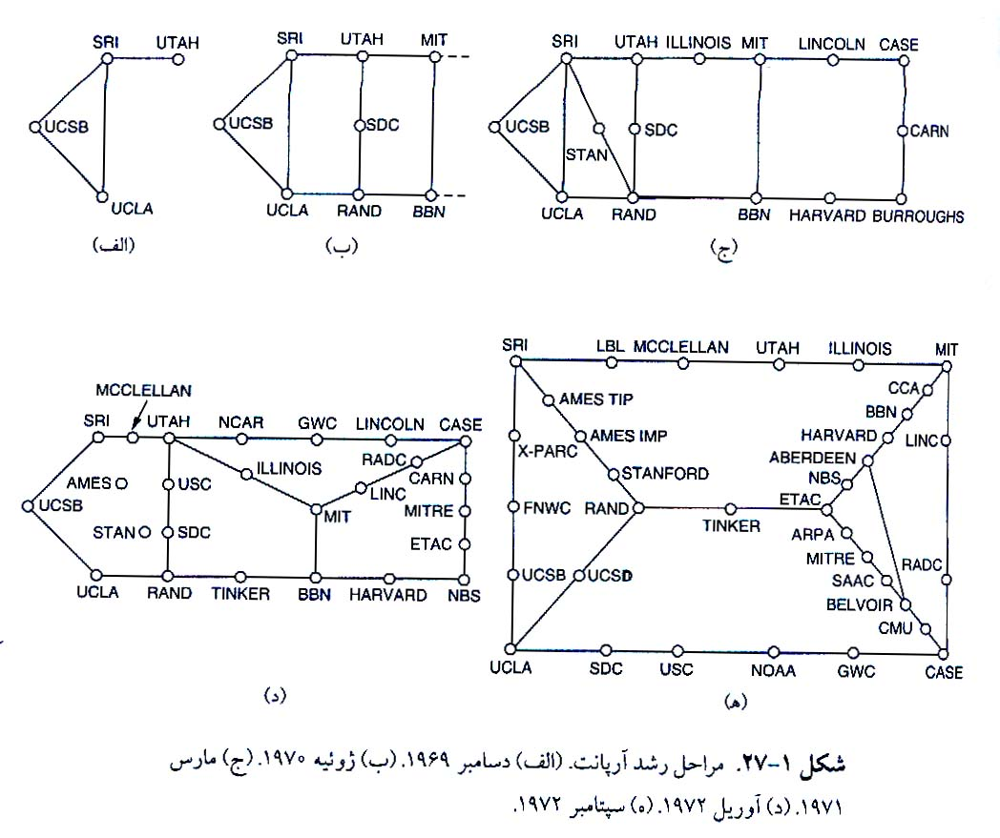 SRI UTAH
UCSB
UCLA
(الف)
SRI UTAH MIT
UCSB SDC
UCLA RAND BBN
(ب)
SRI UTAH ILLINOIS MIT LINCOLN CASE
UCSB SDC CARN
STAN
UCLA RAND BBN HARVARD BURROUGHS
(ج)
MCCLELLAN
SRI UTAH NCAR GWC LINCOLN CASE
RADC
ILLINOIS CARN
AMES USC LINC
UCSB MIT MITRE
STAN SDC ETAC
UCLA RAND TINKER BBN HARVARD NBS
(د)
SRI LBL MCCLELLAN UTAH ILLINOIS MIT
CCA
AMES TIP
BBN
AMES IMP HARVARD LINC
X-PARC ABERDEEN
STANFORD NBS
FNWC RAND ETAC
TINKER
ARPA
MITRE RADC
UCSB UCSD SAAC
BELVOIR
CMU
UCLA SDC USC NOAA GWC CASE
(ه)
شکل ۱-۲۷. مراحل رشد آرپانت. (الف) دسامبر ۱۹۶۹. (ب) ژوئیه ۱۹۷۰. (ج) مارس
۱۹۷۱. (د) آوریل ۱۹۷۲. (ه) سپتامبر ۱۹۷۲.